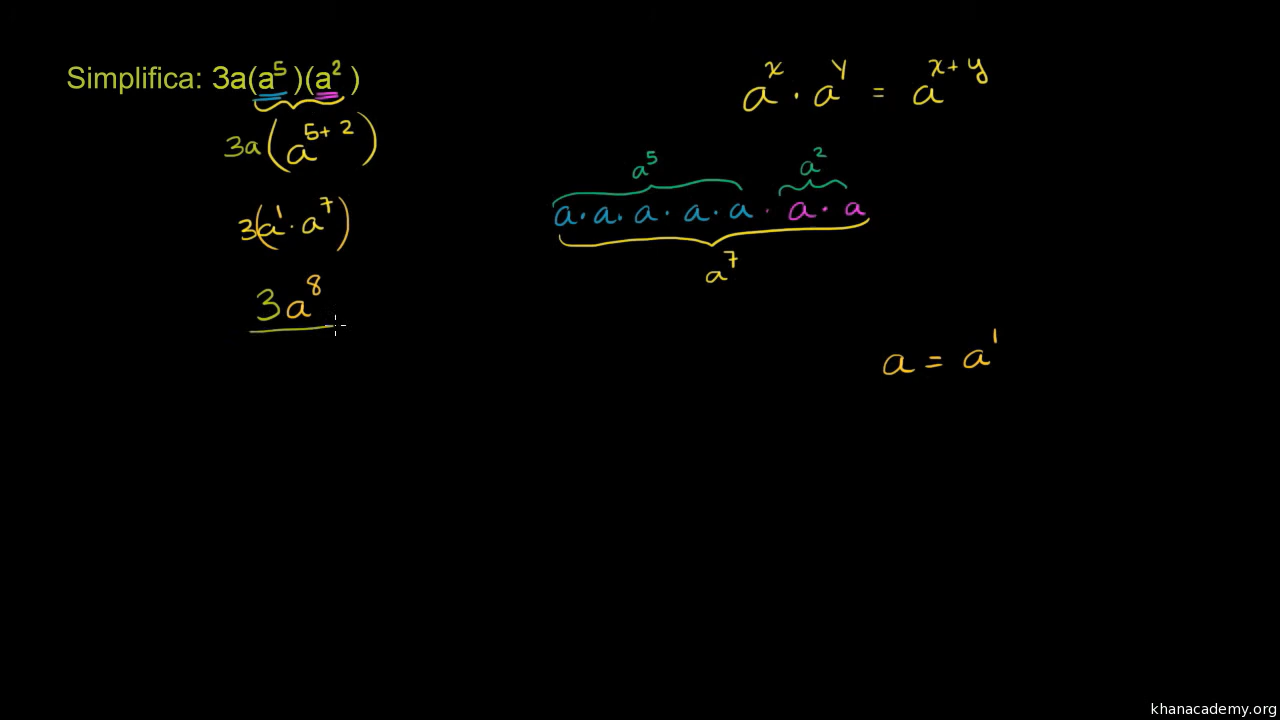 Simplifica: 3a(a⁵)(a²)
3a(a⁵⁺²)
3(a¹·a⁷)
3a⁸
aˣ · aʸ = aˣ⁺ʸ
a⁵ a²
a·a·a·a·a·a·a
a⁷
a = a¹
khanacademy.org